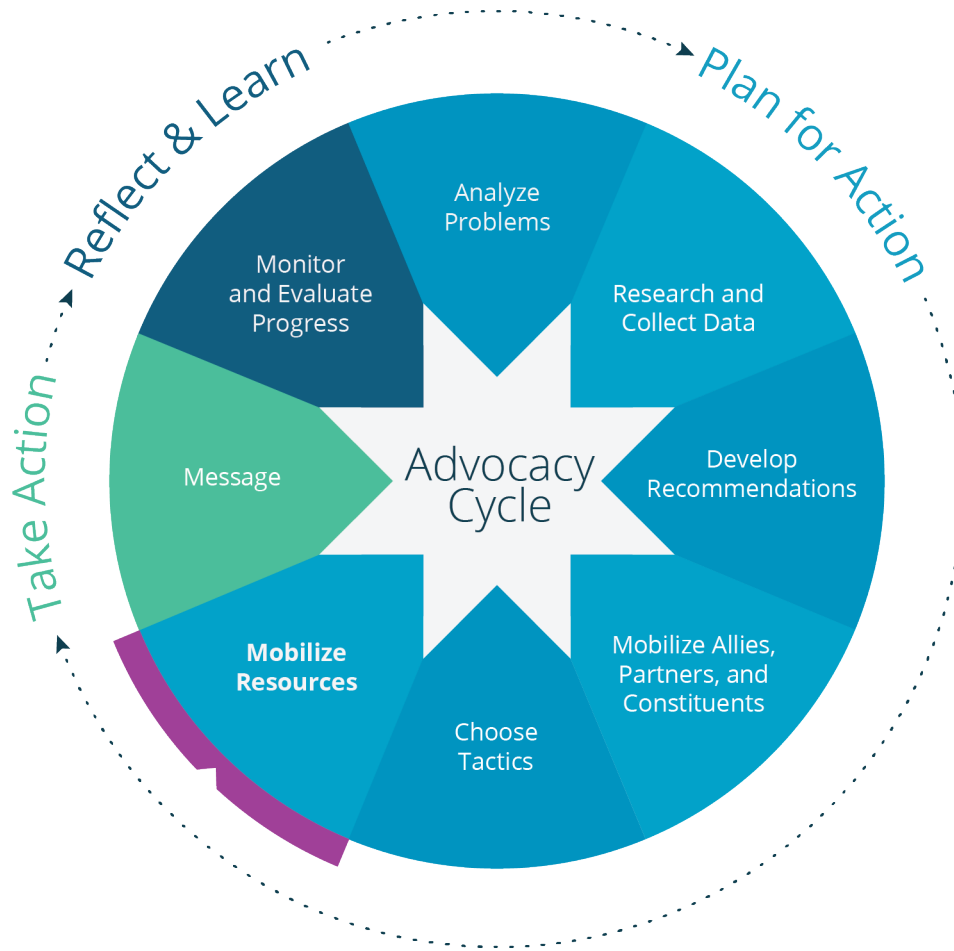 Reflect & Learn
Plan for Action
Take Action
Analyze
Problems
Research and
Collect Data
Develop
Recommendations
Mobilize Allies,
Partners, and
Constituents
Choose
Tactics
Mobilize
Resources
Message
Monitor
and Evaluate
Progress
Advocacy
Cycle